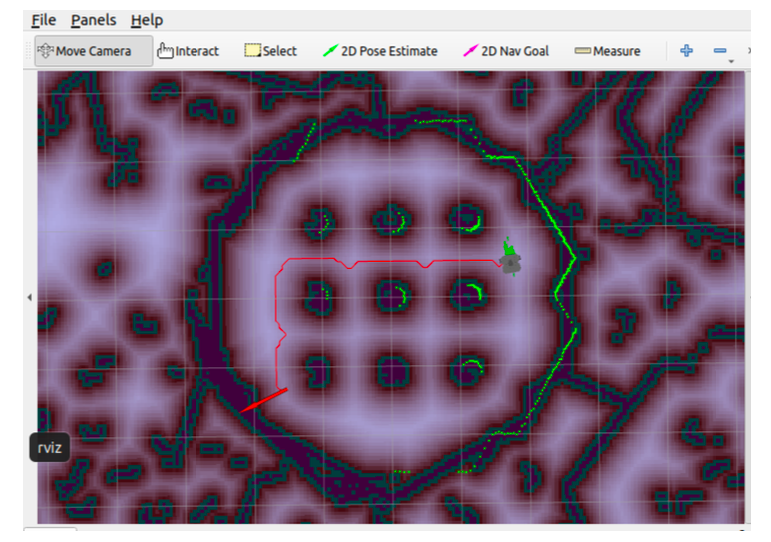 File Panels Help
Move Camera Interact Select 2D Pose Estimate 2D Nav Goal Measure
rviz